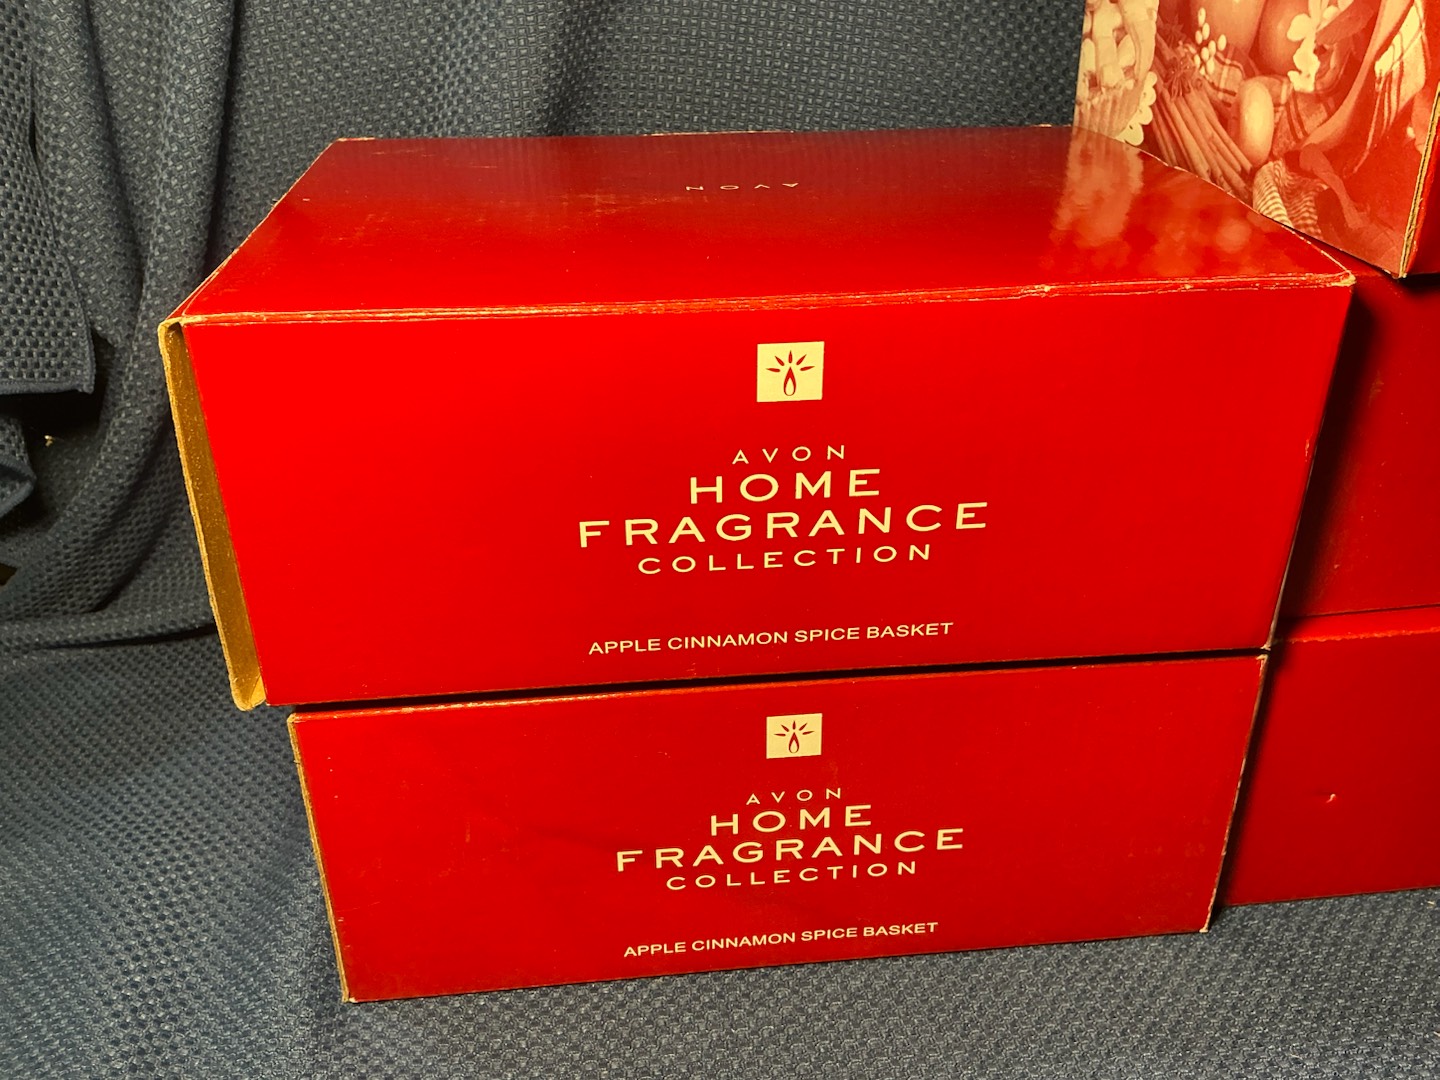 AVON
AVON
HOME
FRAGRANCE
COLLECTION
APPLE CINNAMON SPICE BASKET
AVON
HOME
FRAGRANCE
COLLECTION
APPLE CINNAMON SPICE BASKET